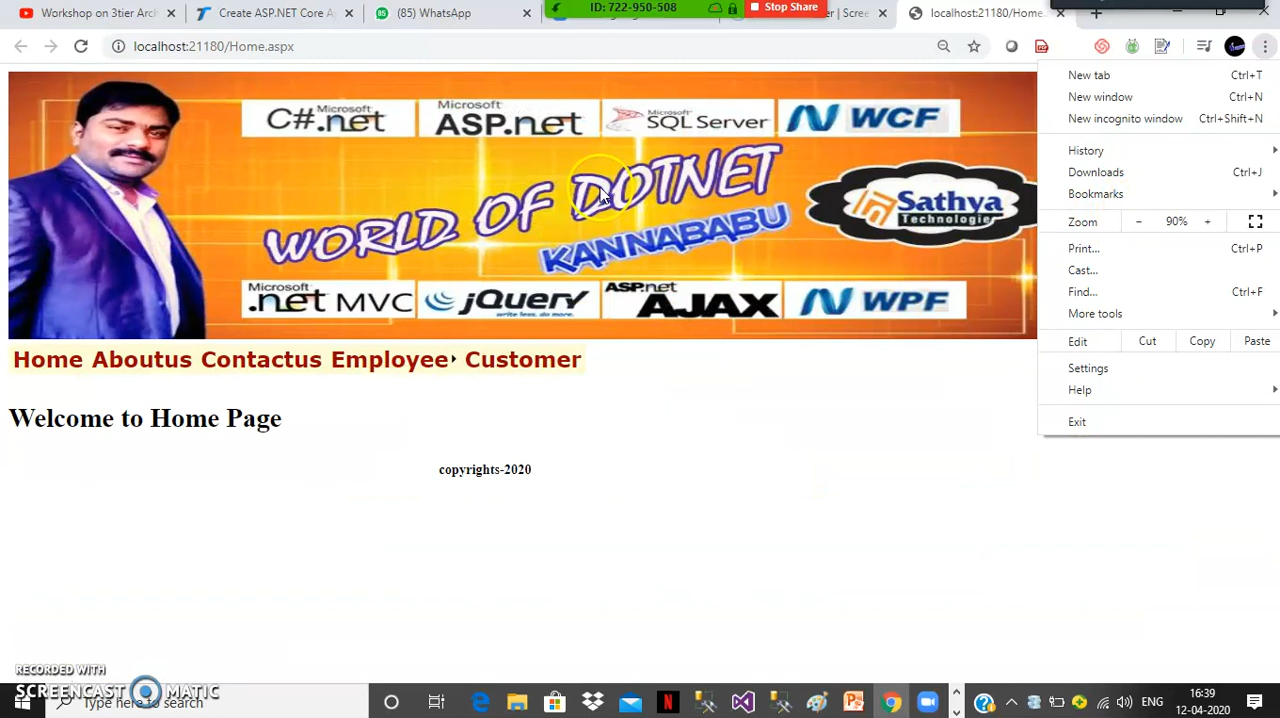 Workshop on 3tier Arch
Create ASP.NET Core A
(85) WhatsApp
ID: 722-950-508
Stop Share
r | Scree
localhost:21180/Home.
localhost:21180/Home.aspx
New tab Ctrl+T
New window Ctrl+N
New incognito window Ctrl+Shift+N
History
Downloads Ctrl+J
Bookmarks
Zoom - 90% +
Print... Ctrl+P
Cast...
Find... Ctrl+F
More tools
Edit Cut Copy Paste
Settings
Help
Exit
Microsoft C#.net
Microsoft ASP.net
Microsoft SQL Server
WCF
WORLD OF DOTNET
KANNABABU
Sathya
Technologie
Microsoft .net MVC
jQuery
write less. do more.
ASP.net AJAX
WPF
Home Aboutus Contactus Employee Customer
Welcome to Home Page
copyrights-2020
RECORDED WITH
SCREENCAST MATIC
Type here to search
ENG
16:39
12-04-2020